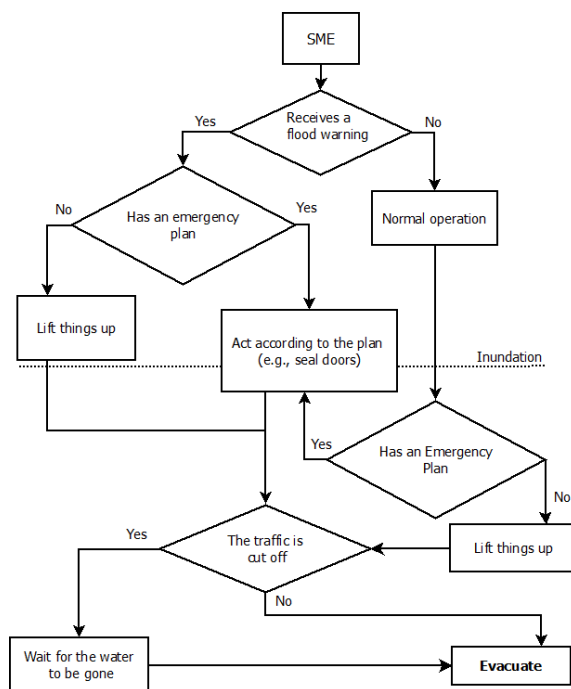 SME
Receives a
flood warning
Yes
No
Has an emergency
plan
No
Yes
Normal operation
Lift things up
Act according to the plan
(e.g., seal doors)
Inundation
Has an Emergency
Plan
Yes
No
The traffic is
cut off
Yes
Lift things up
No
Wait for the water
to be gone
Evacuate